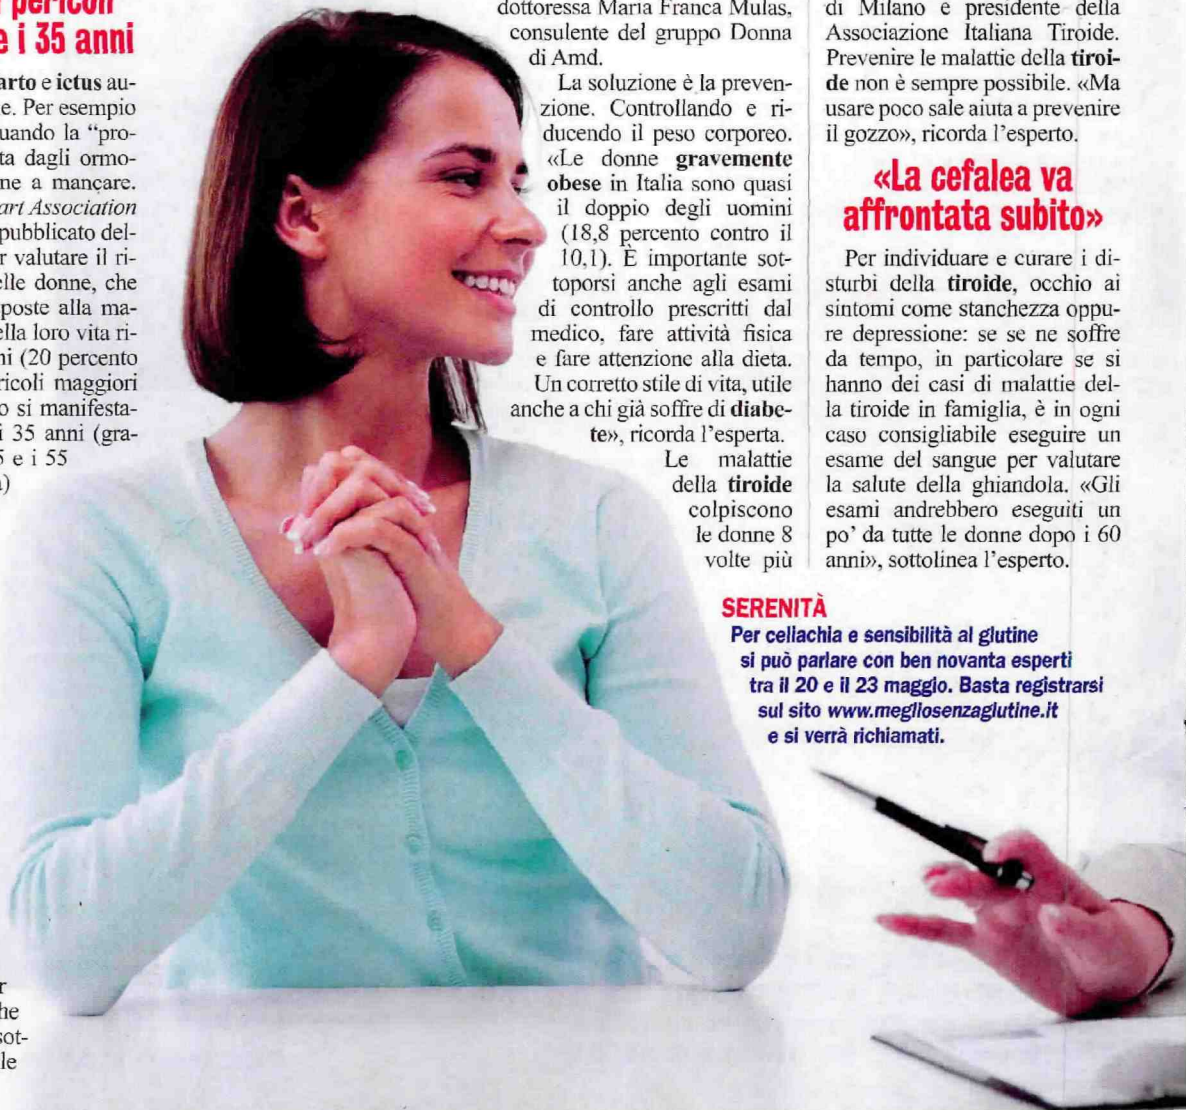 i 35 anni
arto e ictus au-
e. Per esempio
uando la “pro-
ta dagli ormo-
ne a mancare.
art Association
pubblicato del-
r valutare il ri-
elle donne, che
poste alla ma-
ella loro vita ri-
ni (20 percento
ricoli maggiori
o si manifesta-
i 35 anni (gra-
5 e i 55
)
r
he
sot-
le
dottoressa Maria Franca Mulas,
consulente del gruppo Donna
di Amd.
La soluzione è la preven-
zione. Controllando e ri-
ducendo il peso corporeo.
«Le donne gravemente
obese in Italia sono quasi
il doppio degli uomini
(18,8 percento contro il
10,1). È importante sot-
toporsi anche agli esami
di controllo prescritti dal
medico, fare attività fisica
e fare attenzione alla dieta.
Un corretto stile di vita, utile
anche a chi già soffre di diabe-
te», ricorda l’esperta.
Le malattie
della tiroide
colpiscono
le donne 8
volte più
di Milano e presidente della
Associazione Italiana Tiroide.
Prevenire le malattie della tiroi-
de non è sempre possibile. «Ma
usare poco sale aiuta a prevenire
il gozzo», ricorda l’esperto.
«La cefalea va
affrontata subito»
Per individuare e curare i di-
sturbi della tiroide, occhio ai
sintomi come stanchezza oppu-
re depressione: se se ne soffre
da tempo, in particolare se si
hanno dei casi di malattie del-
la tiroide in famiglia, è in ogni
caso consigliabile eseguire un
esame del sangue per valutare
la salute della ghiandola. «Gli
esami andrebbero eseguiti un
po’ da tutte le donne dopo i 60
anni», sottolinea l’esperto.
SERENITÀ
Per celiachia e sensibilità al glutine
si può parlare con ben novanta esperti
tra il 20 e il 23 maggio. Basta registrarsi
sul sito www.megliosenzaglutine.it
e si verrà richiamati.